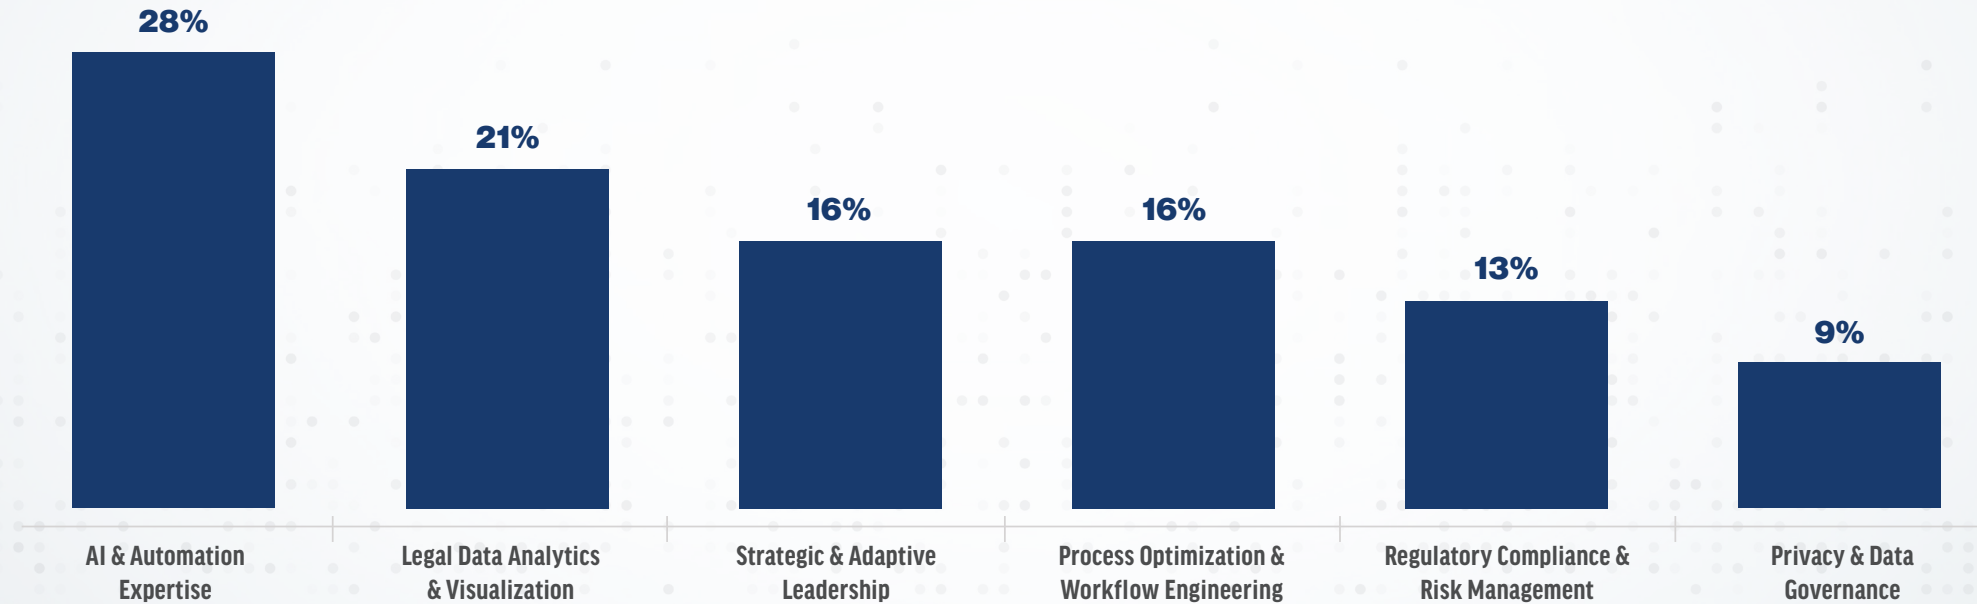 28%
21%
16%
16%
13%
9%
AI & Automation
Expertise
Legal Data Analytics
& Visualization
Strategic & Adaptive
Leadership
Process Optimization &
Workflow Engineering
Regulatory Compliance &
Risk Management
Privacy & Data
Governance